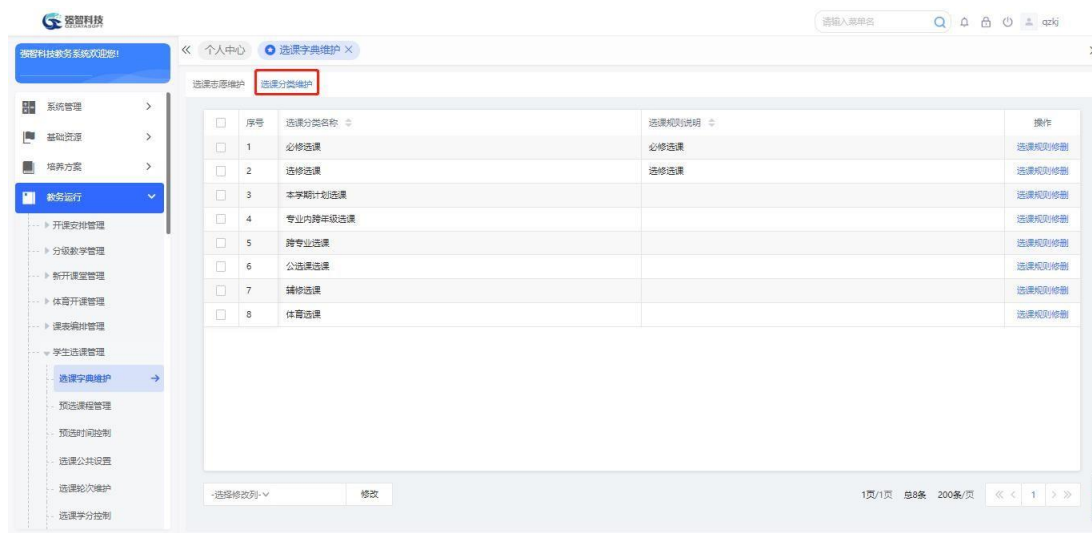 强智科技
QZDATASOFT
请输入菜单名
qzkj
强智科技教务系统欢迎您!
个人中心
选课字典维护
选课志愿维护 选课分类维护
系统管理
基础资源
培养方案
教务运行
开课安排管理
分级教学管理
新开课堂管理
体育开课管理
课表编排管理
学生选课管理
选课字典维护
预选课程管理
预选时间控制
选课公共设置
选课轮次维护
选课学分控制
序号 选课分类名称 选课规则说明 操作
1 必修选课 必修选课 选课规则修删
2 选修选课 选修选课 选课规则修删
3 本学期计划选课 选课规则修删
4 专业内跨年级选课 选课规则修删
5 跨专业选课 选课规则修删
6 公选课选课 选课规则修删
7 辅修选课 选课规则修删
8 体育选课 选课规则修删
-选择修改列- 修改 1页/1页 总8条 200条/页 1